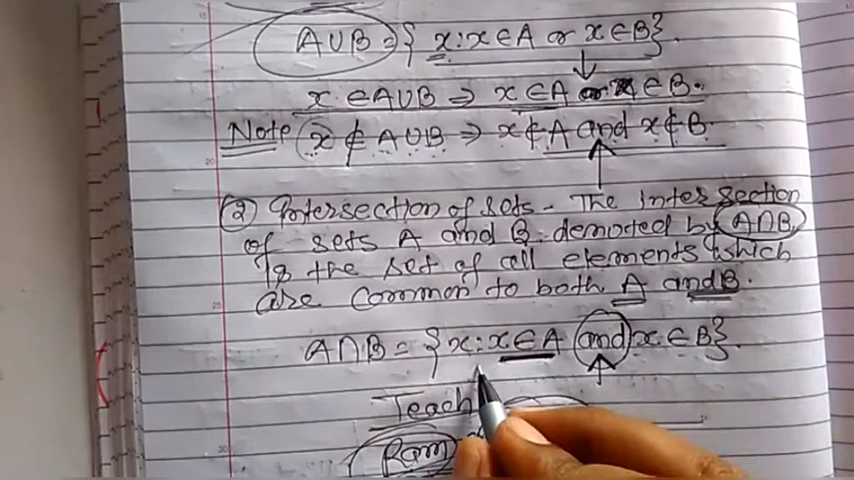 A∪B = { x : x∈A or x∈B}.
x ∈A∪B ⇒ x∈A or x∈B.
Note x ∉ A∪B ⇒ x∉A and x∉B.
② Intersection of sets - The intersection
of sets A and B. denoted by A∩B,
is the set of all elements which
are common to both A and B.
A∩B = {x : x∈A and x∈B}.
Teach
Ram